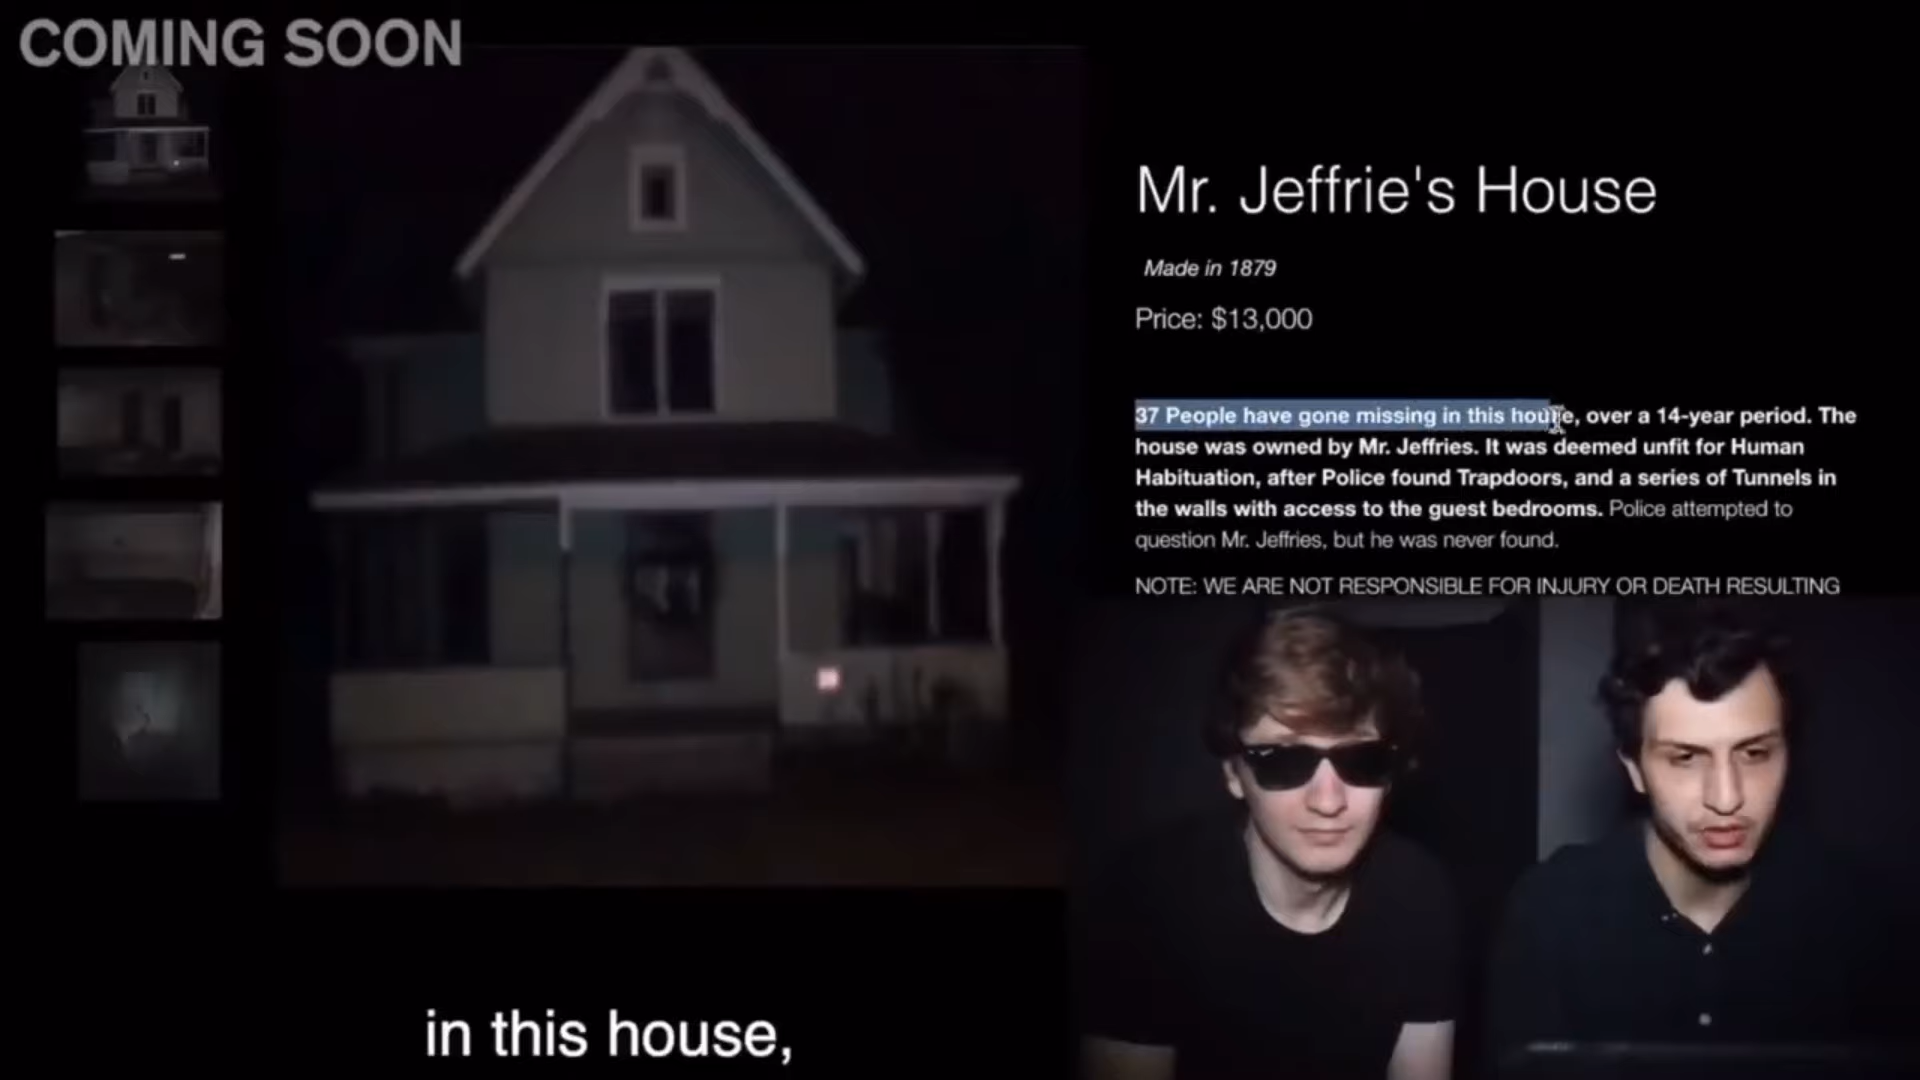 COMING SOON
Mr. Jeffrie's House
Made in 1879
Price: $13,000
37 People have gone missing in this house, over a 14-year period. The
house was owned by Mr. Jeffries. It was deemed unfit for Human
Habituation, after Police found Trapdoors, and a series of Tunnels in
the walls with access to the guest bedrooms. Police attempted to
question Mr. Jeffries, but he was never found.
NOTE: WE ARE NOT RESPONSIBLE FOR INJURY OR DEATH RESULTING
in this house,